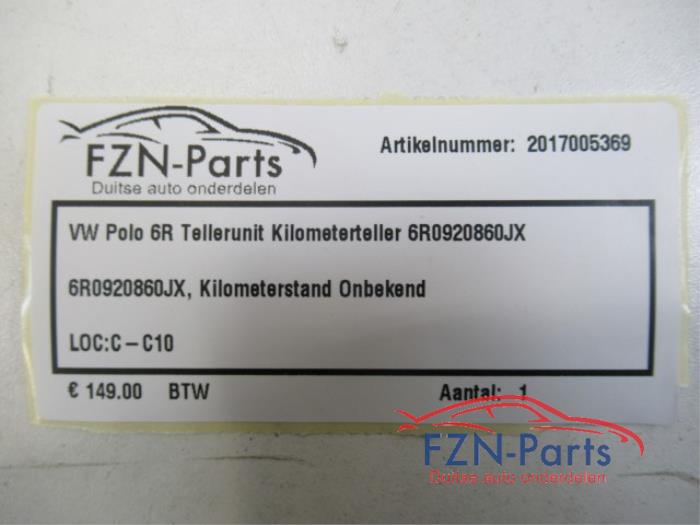 FZN-Parts
Duitse auto onderdelen
Artikelnummer: 2017005369
VW Polo 6R Tellerunit Kilometerteller 6R0920860JX
6R0920860JX, Kilometerstand Onbekend
LOC:C-C10
€ 149.00 BTW
Aantal: 1
FZN-Parts
Duitse auto onderdelen